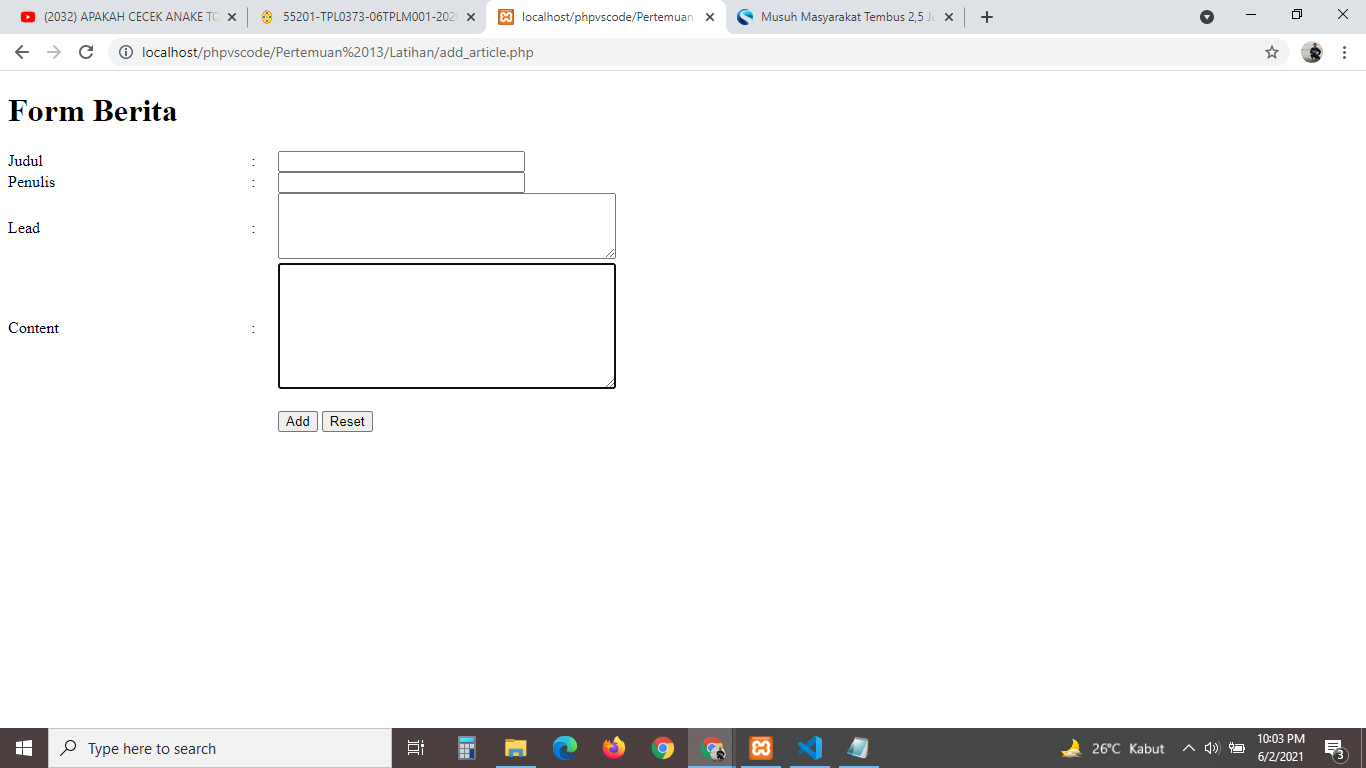 (2032) APAKAH CECEK ANAKE TO
55201-TPL0373-06TPLM001-202
localhost/phpvscode/Pertemuan
Musuh Masyarakat Tembus 2,5 J
localhost/phpvscode/Pertemuan%2013/Latihan/add_article.php
Form Berita
Judul :
Penulis :
Lead :
Content :
Add Reset
Type here to search
26°C Kabut
10:03 PM
6/2/2021
3